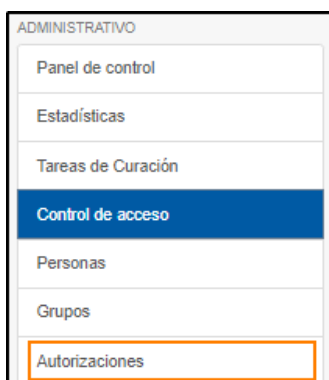 ADMINISTRATIVO
Panel de control
Estadísticas
Tareas de Curación
Control de acceso
Personas
Grupos
Autorizaciones